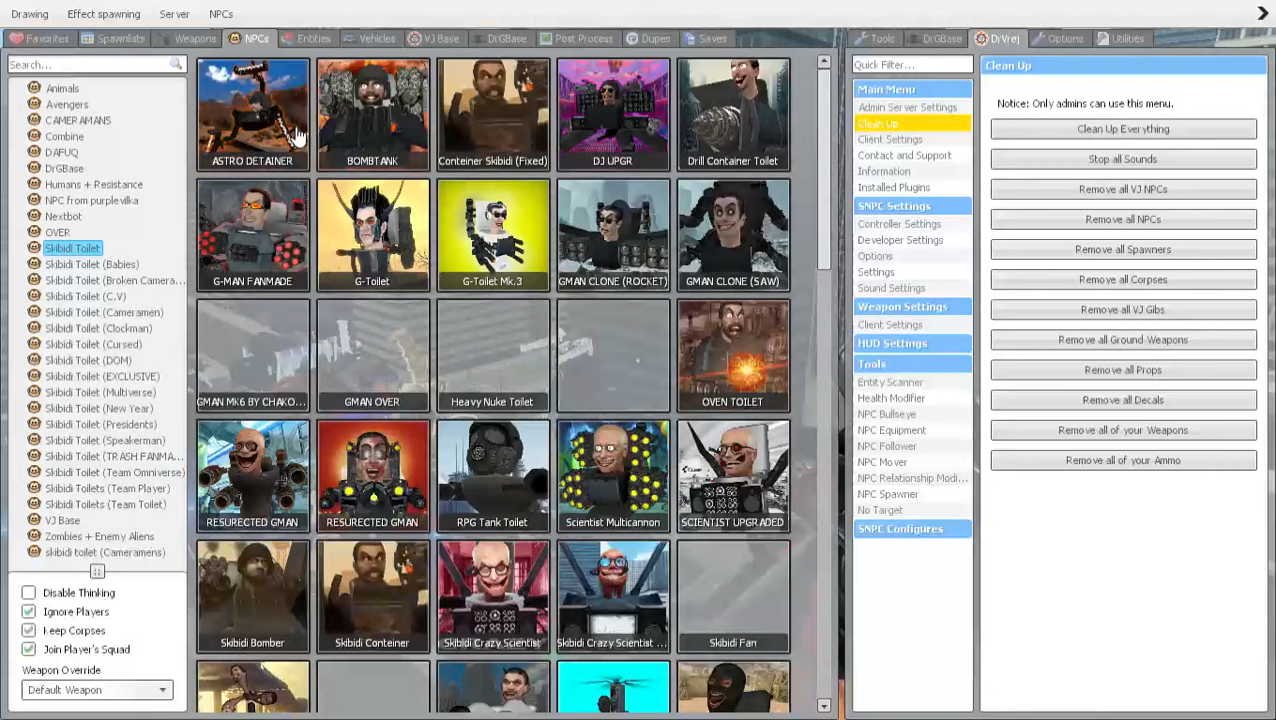 Drawing Effect spawning Server NPCs
Favorites Spawnlists Weapons NPCs Entities Vehicles VJ Base DrGBase Post Process Dupes Saves
Search...
Animals
Avengers
CAMERAMANS
Combine
DAFUQ
DrGBase
Humans + Resistance
NPC from purplevilka
Nextbot
OVER
Skibidi Toilet
Skibidi Toilet (Babies)
Skibidi Toilet (Broken Camera...
Skibidi Toilet (C.V)
Skibidi Toilet (Cameramen)
Skibidi Toilet (Clockman)
Skibidi Toilet (Cursed)
Skibidi Toilet (DOM)
Skibidi Toilet (EXCLUSIVE)
Skibidi Toilet (Multiverse)
Skibidi Toilet (New Year)
Skibidi Toilet (Presidents)
Skibidi Toilet (Speakerman)
Skibidi Toilet (TRASH FANMA...
Skibidi Toilet (Team Omniverse)
Skibidi Toilets (Team Player)
Skibidi Toilets (Team Toilet)
VJ Base
Zombies + Enemy Aliens
skibidi toilet (Cameramens)
Disable Thinking
Ignore Players
Keep Corpses
Join Player's Squad
Weapon Override
Default Weapon
ASTRO DETAINER BOMBTANK Conteiner Skibidi (Fixed) DJ UPGR Drill Container Toilet
G-MAN FANMADE G-Toilet G-Toilet Mk.3 GMAN CLONE (ROCKET) GMAN CLONE (SAW)
GMAN MK6 BY CHAKO... GMAN OVER Heavy Nuke Toilet OVEN TOILET
RESURECTED GMAN RESURECTED GMAN RPG Tank Toilet Scientist Multicannon SCIENTIST UPGRADED
Skibidi Bomber Skibidi Conteiner Skibidi Crazy Scientist Skibidi Crazy Scientist ... Skibidi Fan
Tools DrGBase DrVrej Options Utilities
Quick Filter...
Main Menu
Admin Server Settings
Clean Up
Client Settings
Contact and Support
Information
Installed Plugins
SNPC Settings
Controller Settings
Developer Settings
Options
Settings
Sound Settings
Weapon Settings
Client Settings
HUD Settings
Tools
Entity Scanner
Health Modifier
NPC Bullseye
NPC Equipment
NPC Follower
NPC Mover
NPC Relationship Modi...
NPC Spawner
No Target
SNPC Configures
Clean Up
Notice: Only admins can use this menu.
Clean Up Everything
Stop all Sounds
Remove all VJ NPCs
Remove all NPCs
Remove all Spawners
Remove all Corpses
Remove all VJ Gibs
Remove all Ground Weapons
Remove all Props
Remove all Decals
Remove all of your Weapons
Remove all of your Ammo